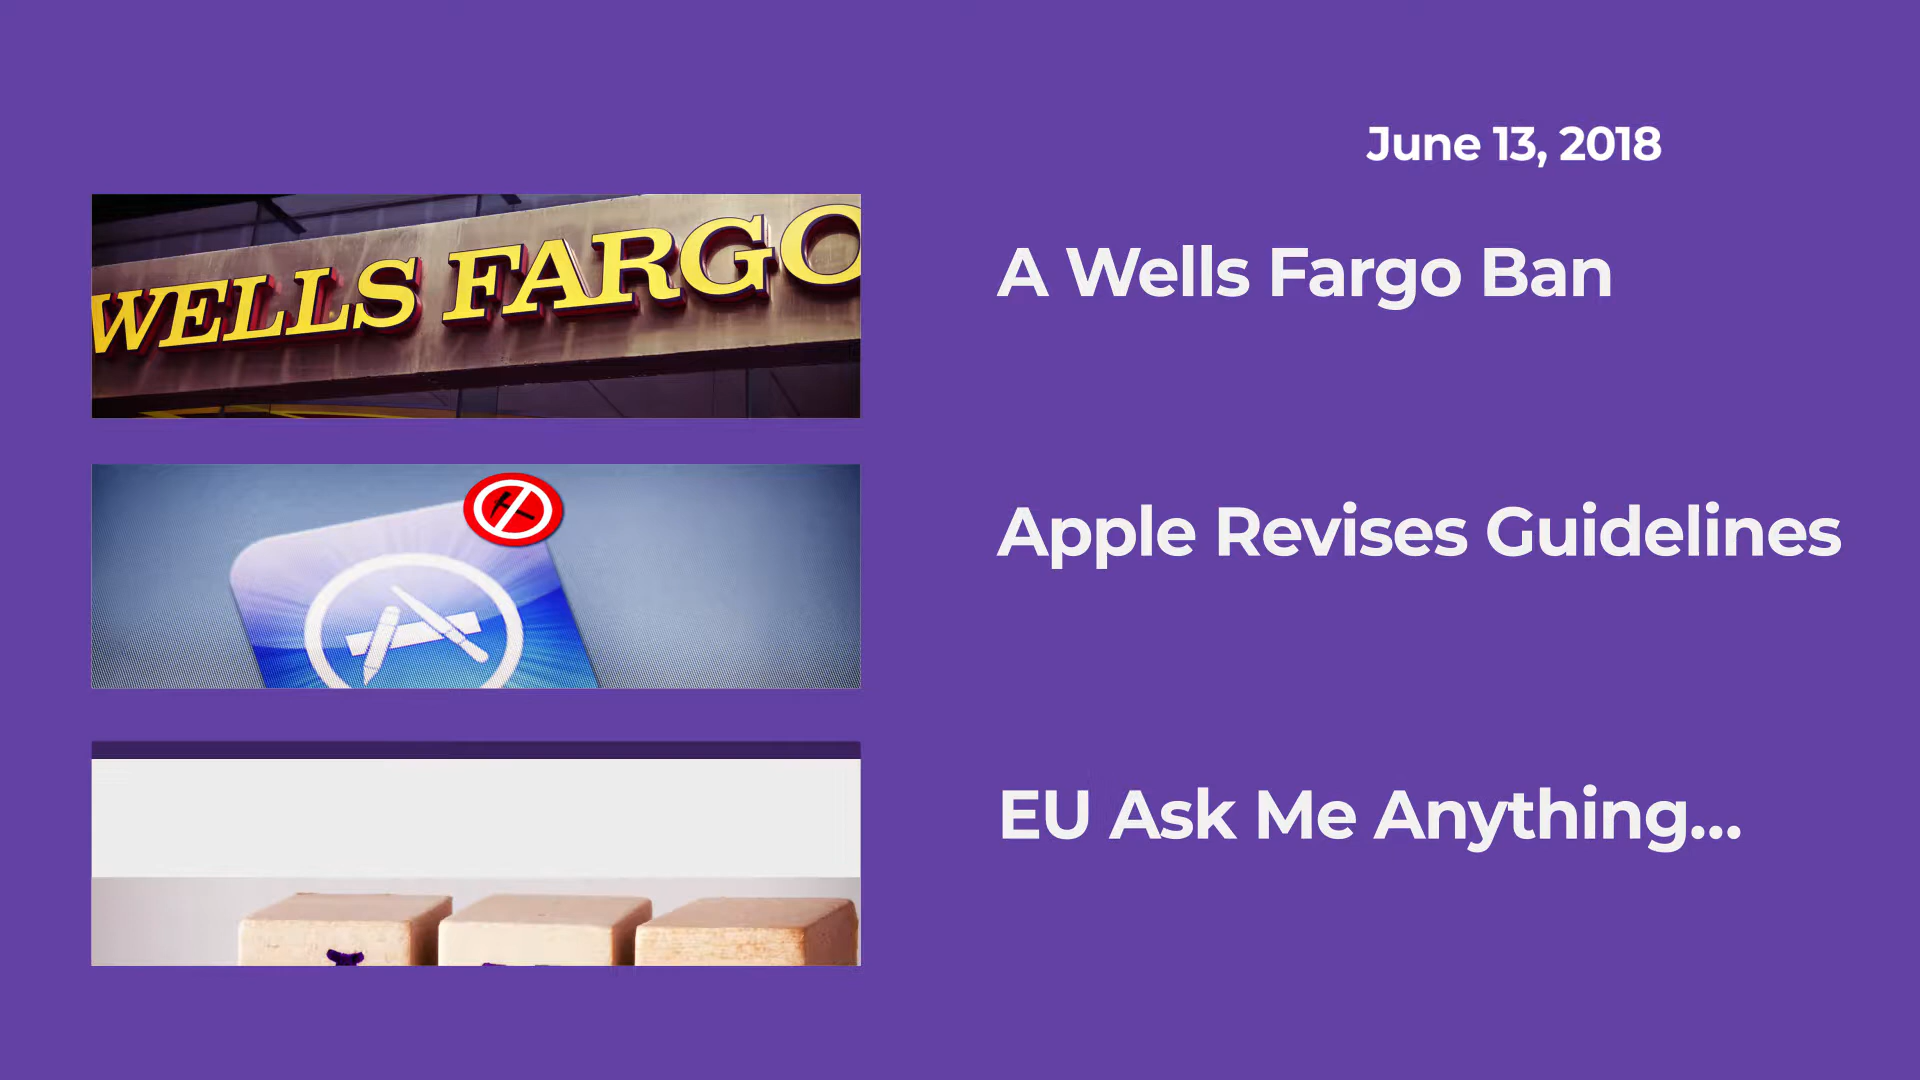 June 13, 2018
WELLS FARGO
A Wells Fargo Ban
Apple Revises Guidelines
EU Ask Me Anything...